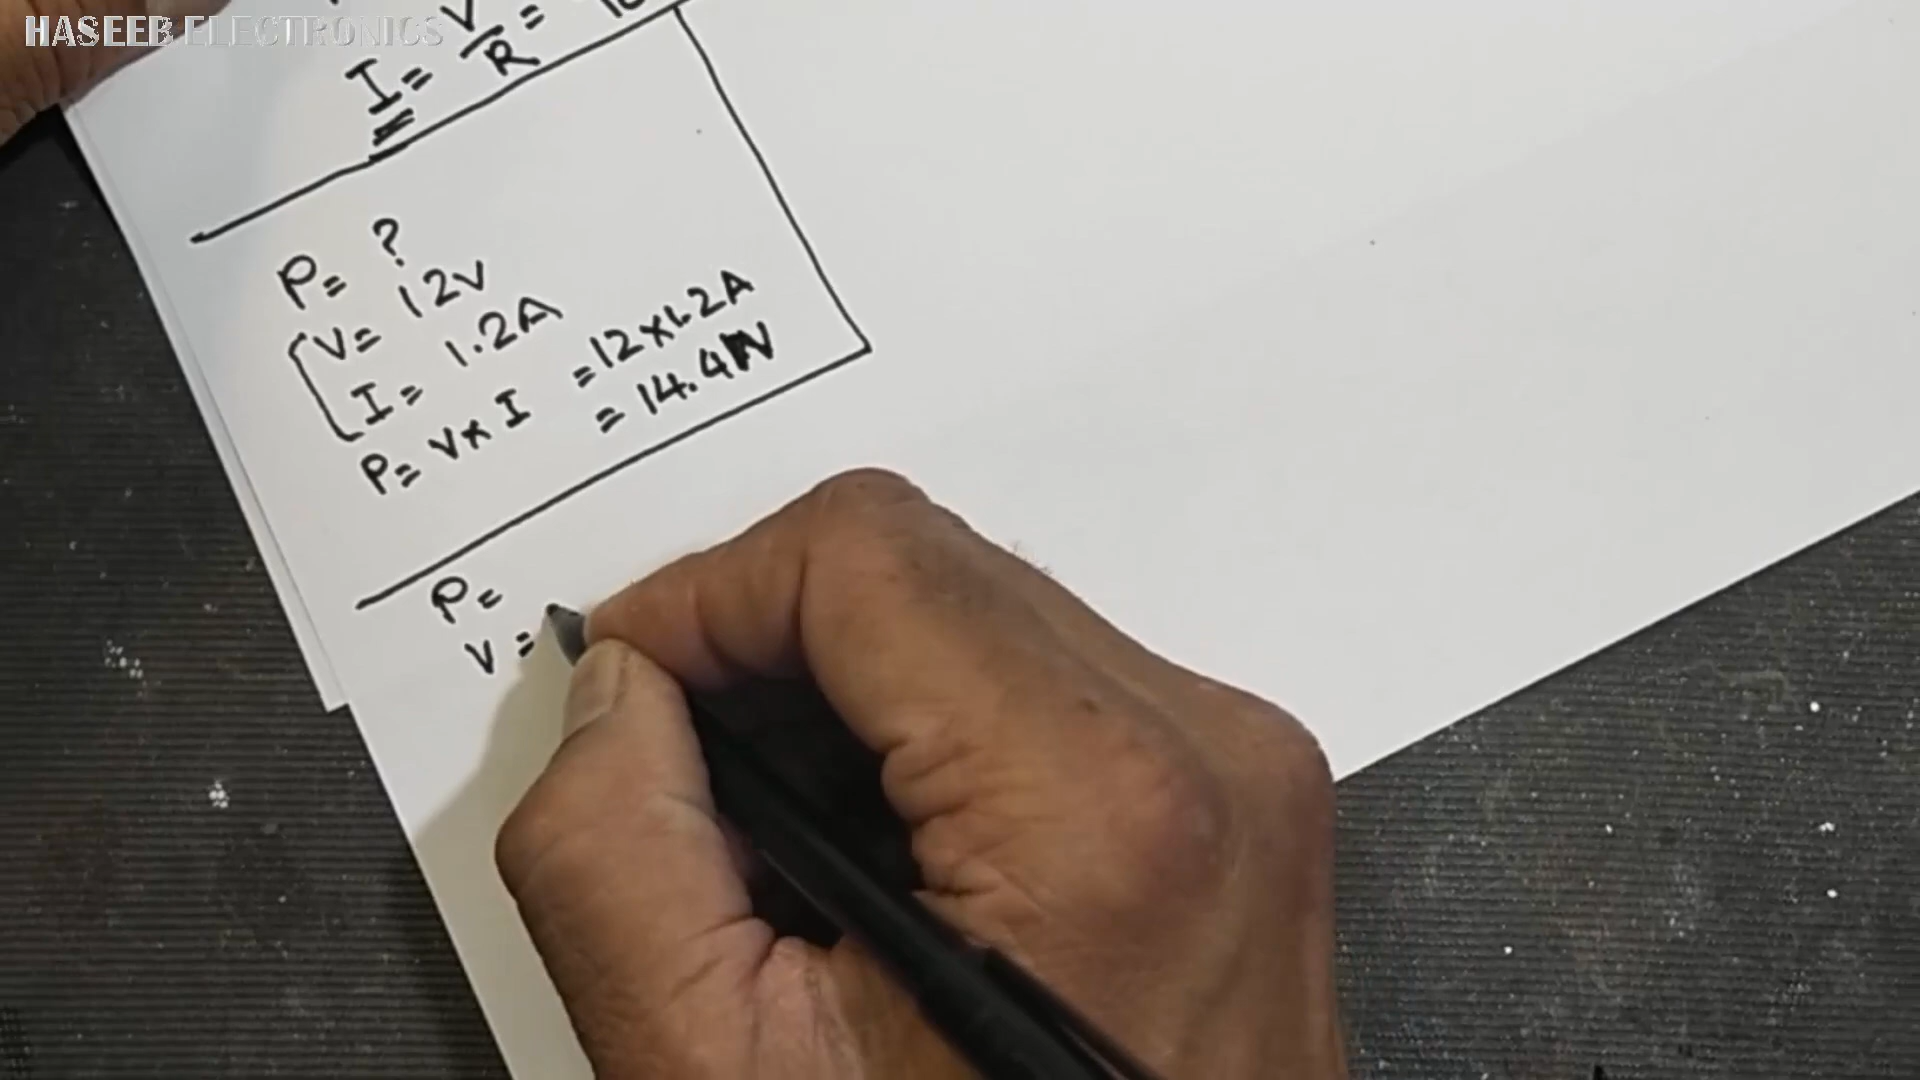 HASEEB ELECTRONICS
I = V/R =
P = ?
V = 12V
I = 1.2A
P = V × I = 12 × 1.2A
= 14.4W
P =
V =